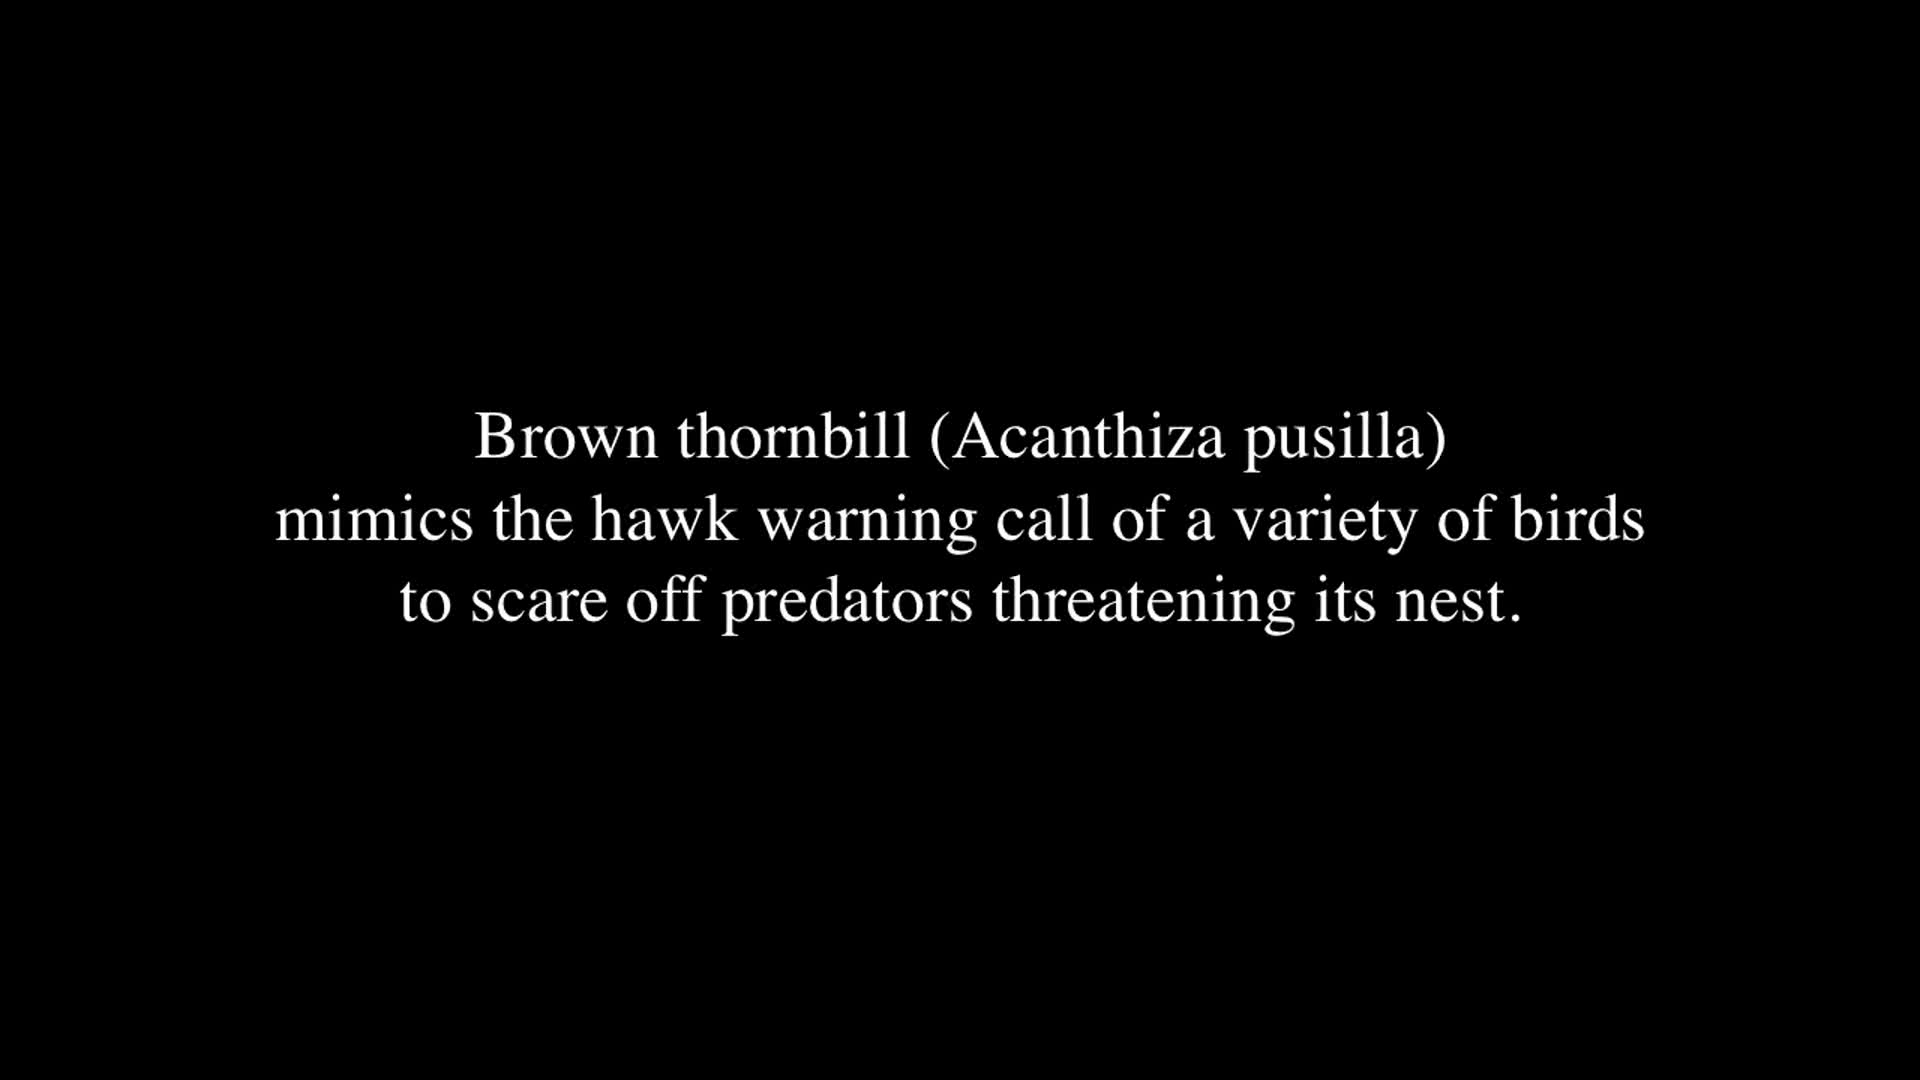 Brown thornbill (Acanthiza pusilla)
mimics the hawk warning call of a variety of birds
to scare off predators threatening its nest.